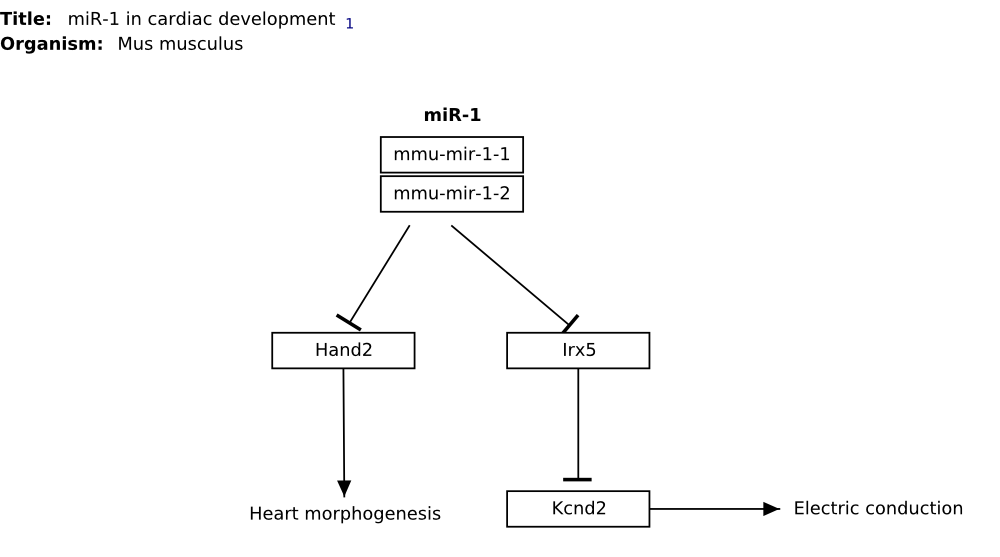 Title: miR-1 in cardiac development 1
Organism: Mus musculus
miR-1
mmu-mir-1-1
mmu-mir-1-2
Hand2
Irx5
Heart morphogenesis
Kcnd2
Electric conduction